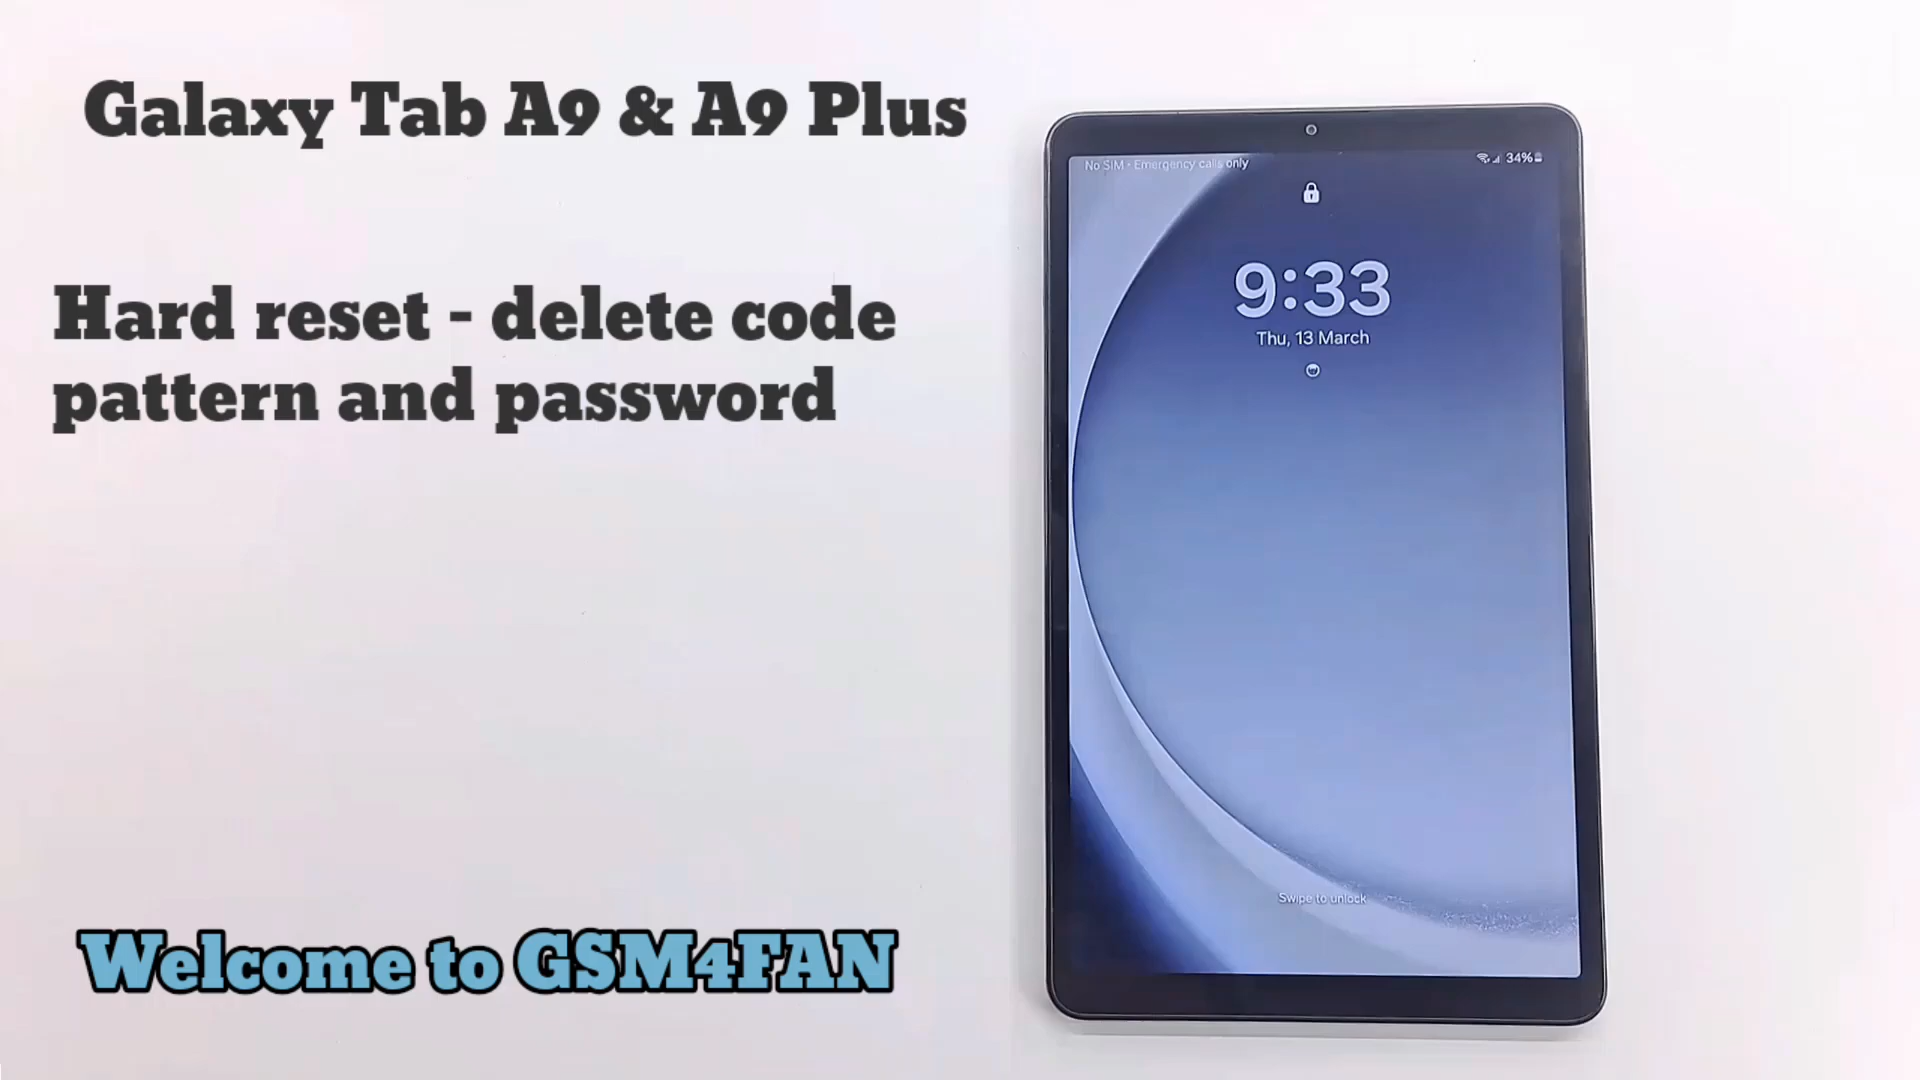 Galaxy Tab A9 & A9 Plus
Hard reset - delete code
pattern and password
Welcome to GSM4FAN
No SIM • Emergency calls only
34%
9:33
Thu, 13 March
Swipe to unlock